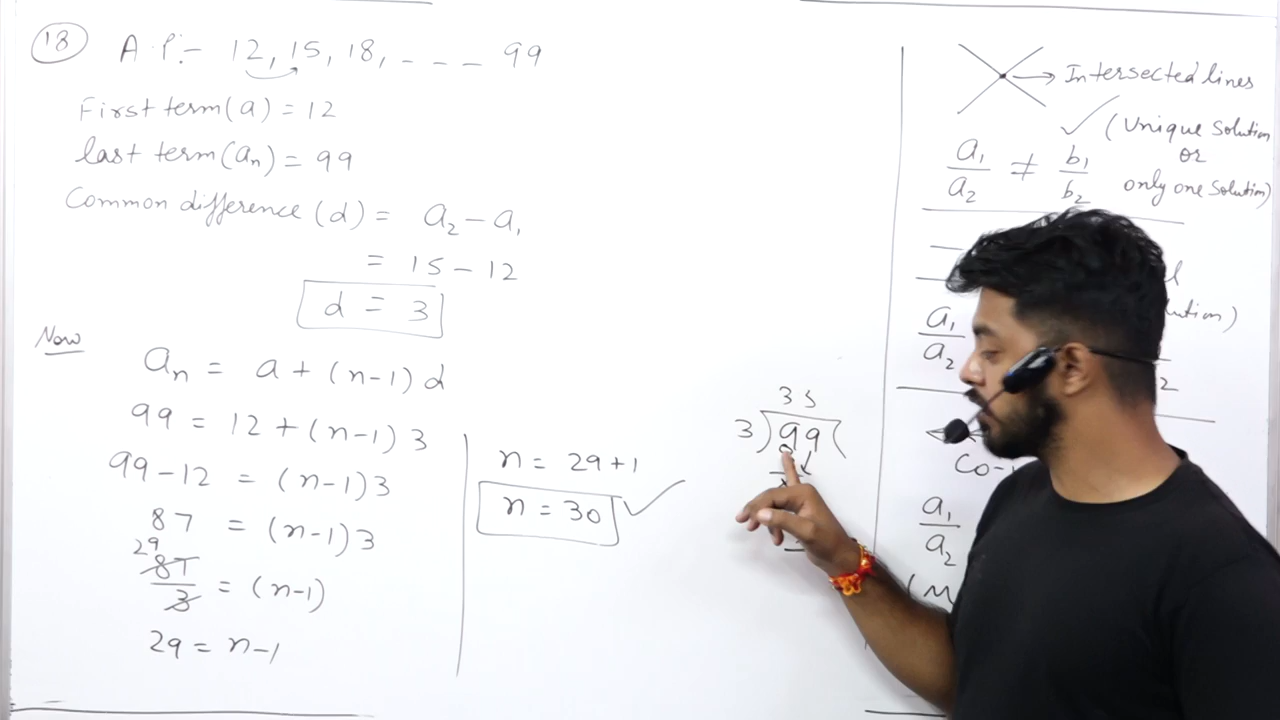 18 A.P:- 12, 15, 18, - - - 99
First term(a) = 12
last term(an) = 99
Common difference (d) = a2 - a1
= 15 - 12
d = 3
Now
an = a + (n-1) d
99 = 12 + (n-1) 3
99-12 = (n-1)3
87 = (n-1)3
29
87/3 = (n-1)
29 = n-1
n = 29+1
n = 30
33
3)99(
Intersected lines
a1/a2 ≠ b1/b2
(Unique Solution
or
only one Solution)
a1/a2
2
a1/a2